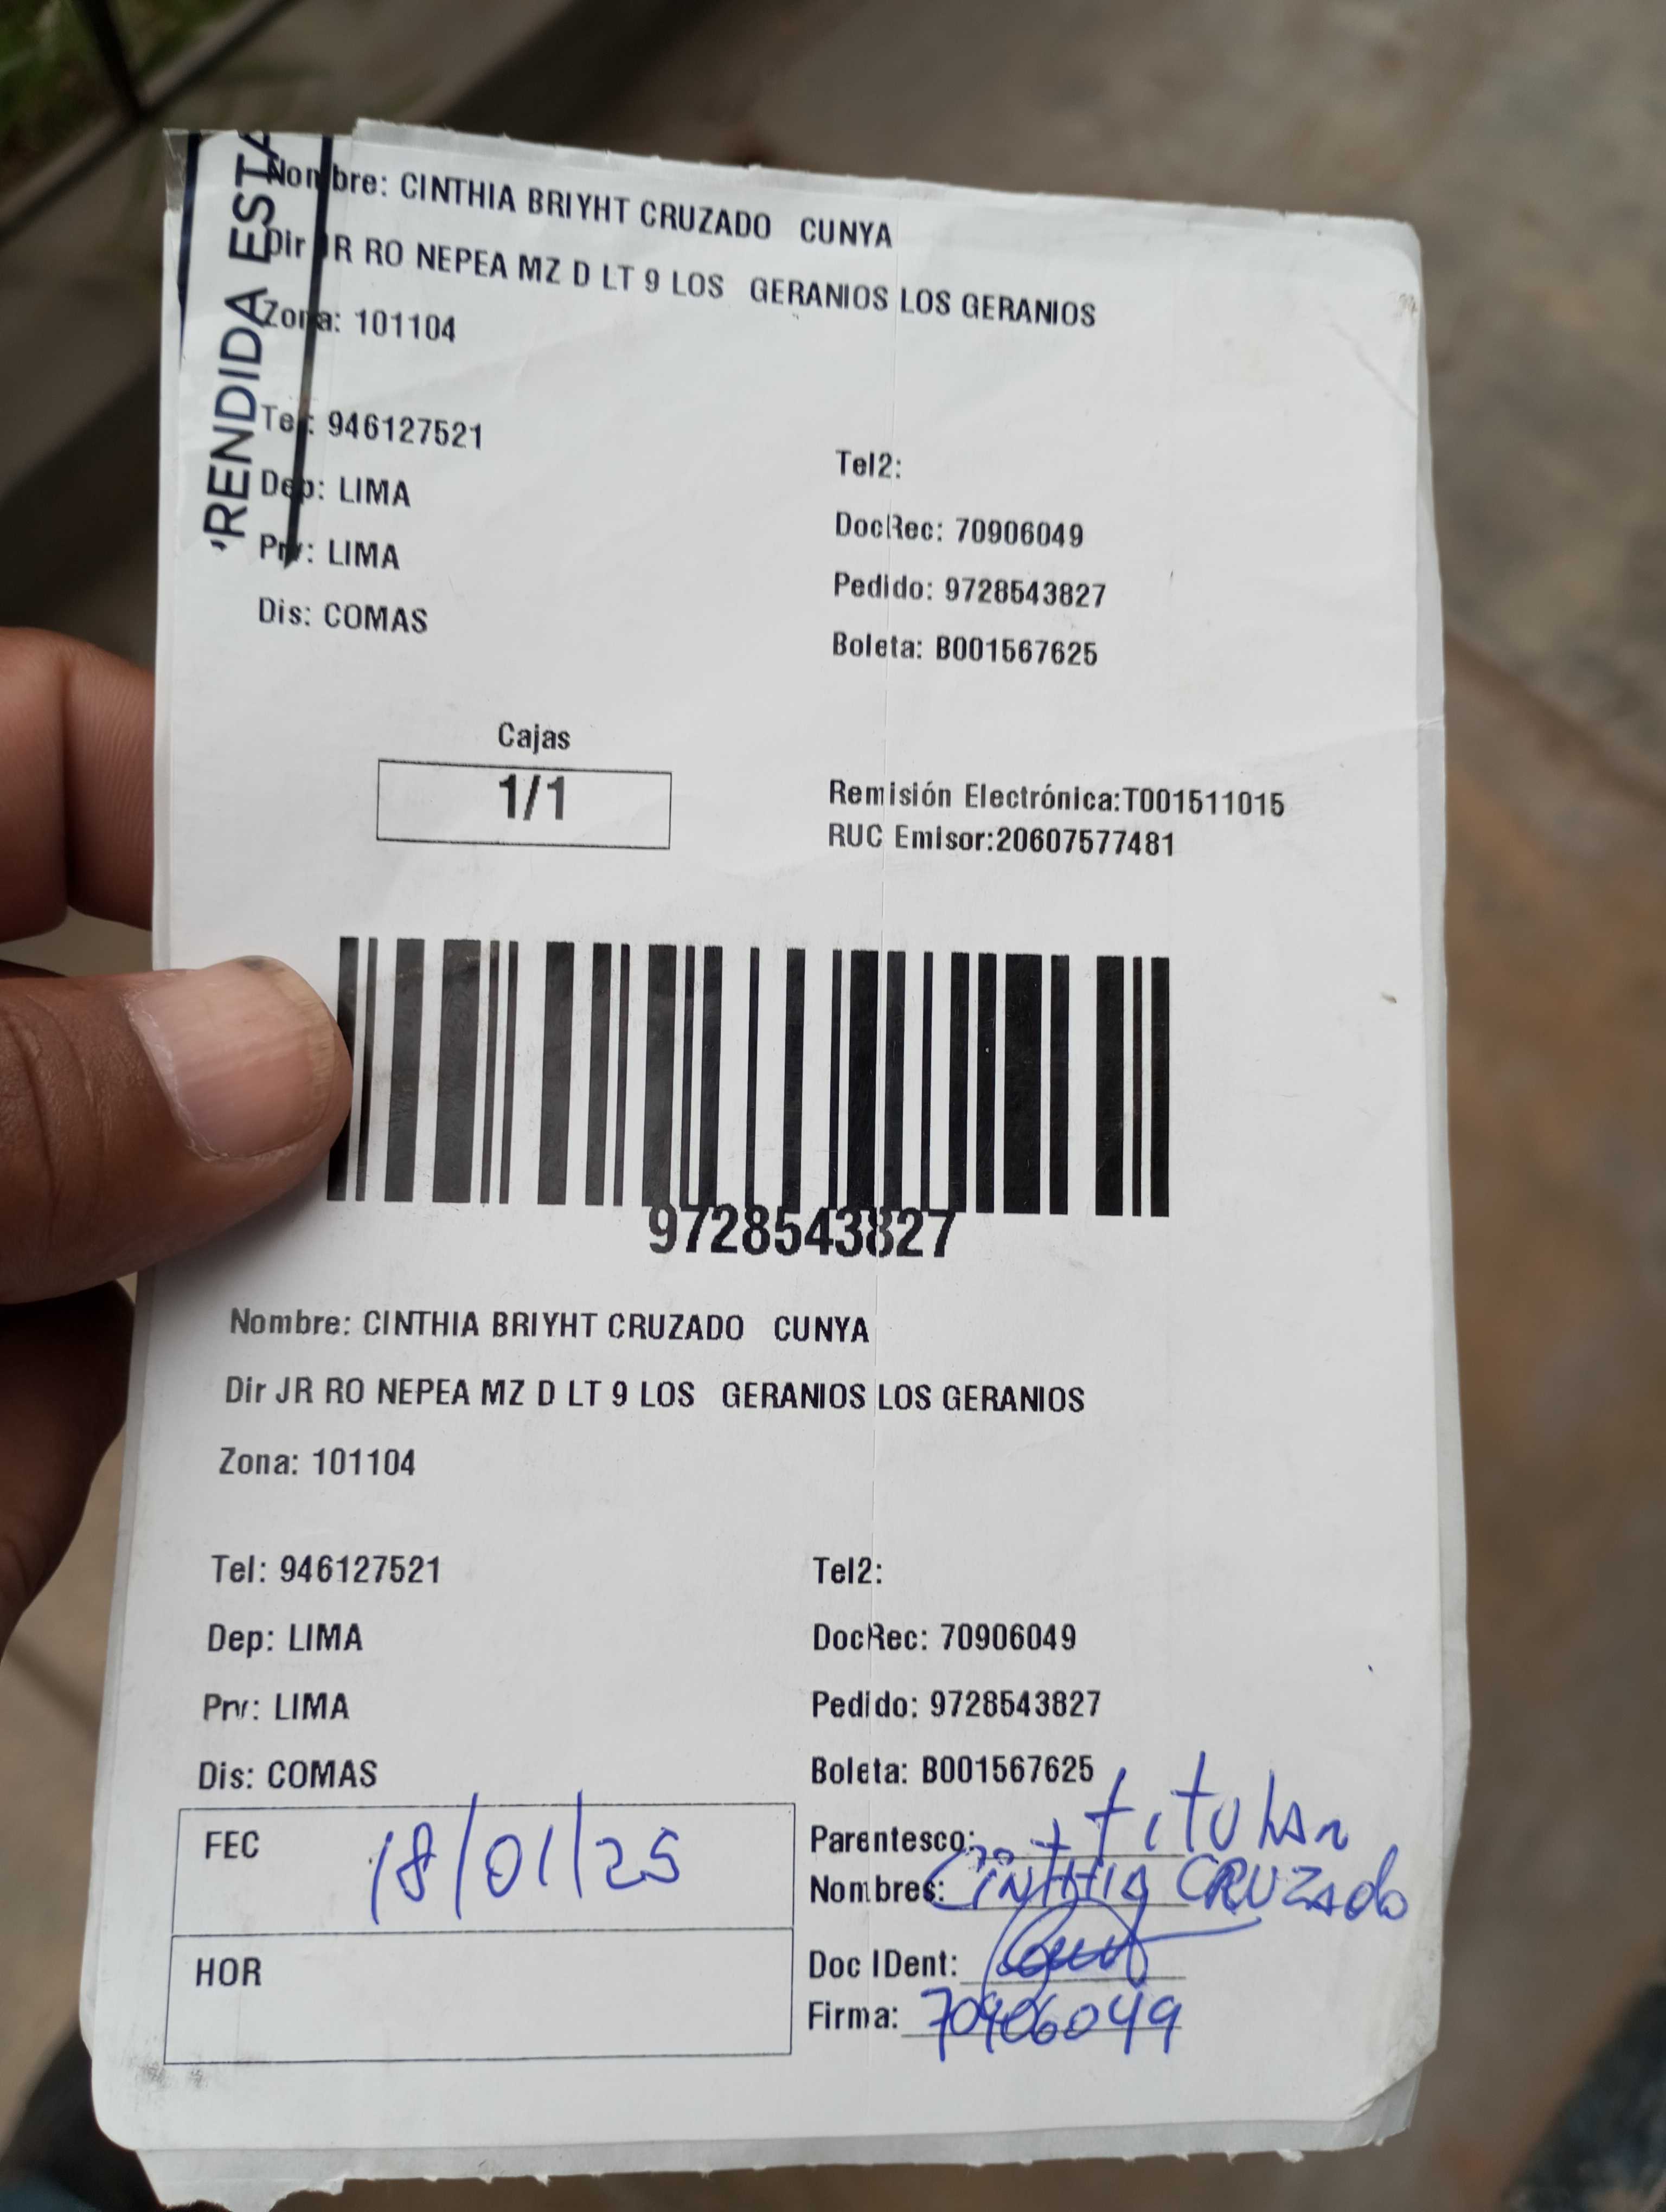 RENDIDA ESTA
Nombre: CINTHIA BRIYHT CRUZADO CUNYA
Dir JR RO NEPEA MZ D LT 9 LOS GERANIOS LOS GERANIOS
Zona: 101104
Tel: 946127521
Tel2:
Dep: LIMA
DocRec: 70906049
Prv: LIMA
Pedido: 9728543827
Dis: COMAS
Boleta: B001567625
Cajas
1/1
Remisión Electrónica:T001511015
RUC Emisor:20607577481
9728543827
Nombre: CINTHIA BRIYHT CRUZADO CUNYA
Dir JR RO NEPEA MZ D LT 9 LOS GERANIOS LOS GERANIOS
Zona: 101104
Tel: 946127521
Tel2:
Dep: LIMA
DocRec: 70906049
Prv: LIMA
Pedido: 9728543827
Dis: COMAS
Boleta: B001567625
FEC 18/01/25
Parentesco: titular
Nombres: CINTHIA CRUZADO
HOR
Doc IDent:
Firma: 70906049